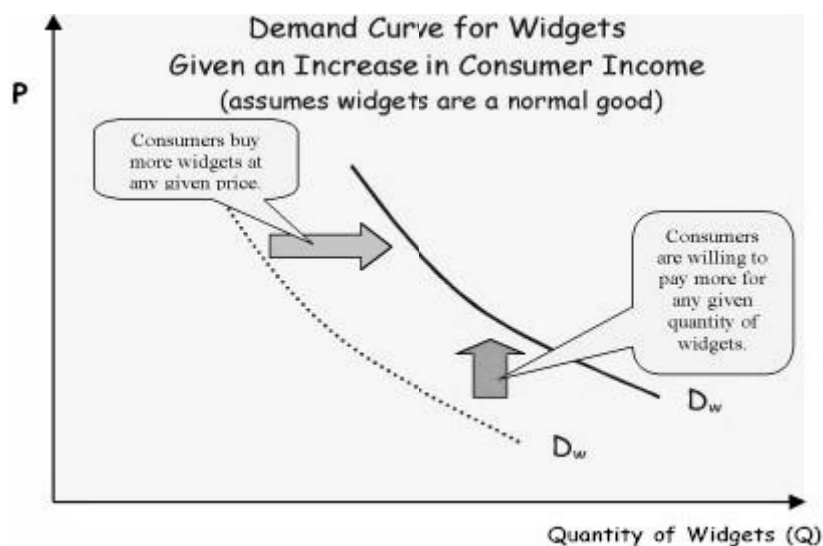 Demand Curve for Widgets
Given an Increase in Consumer Income
(assumes widgets are a normal good)
P
Consumers buy
more widgets at
any given price.
Consumers
are willing to
pay more for
any given
quantity of
widgets.
Dw
Dw
Quantity of Widgets (Q)